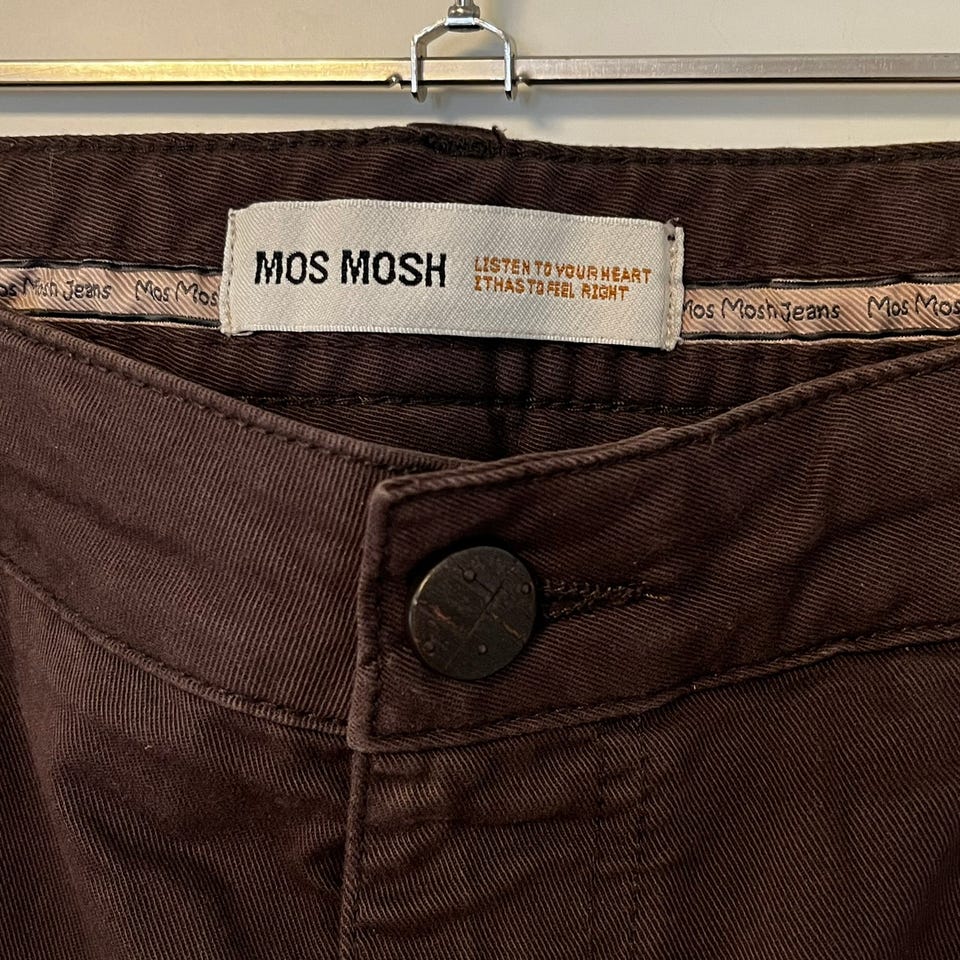 MOS MOSH
LISTEN TO YOUR HEART
IT HAS TO FEEL RIGHT
Mos Mosh Jeans
Mos Mos
Mos Mosh Jeans
Mos Mos